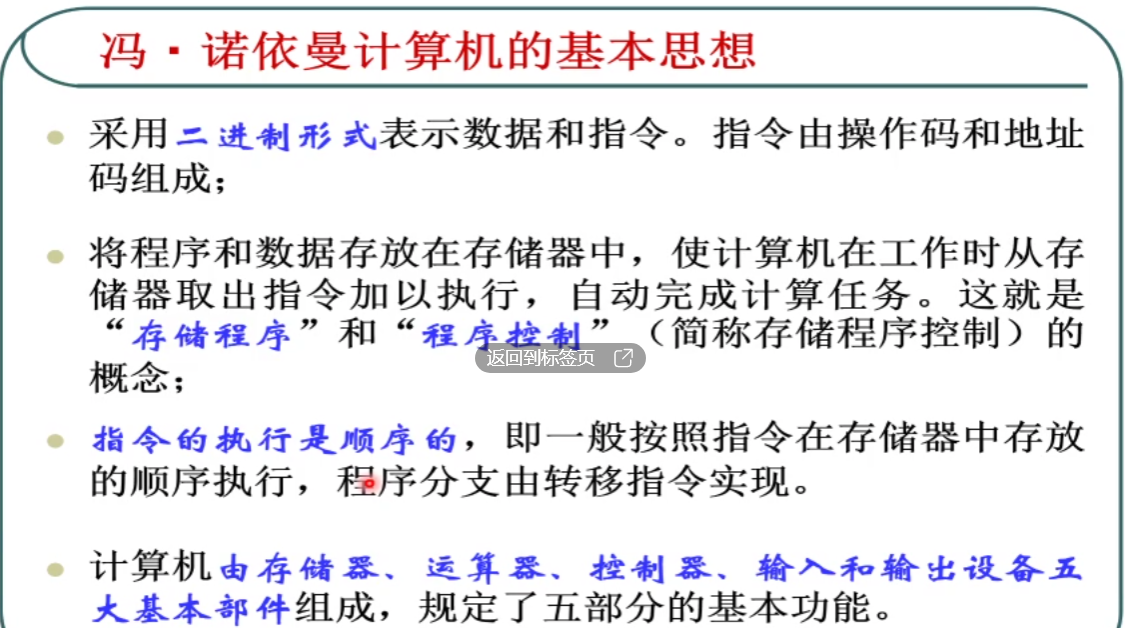 冯·诺依曼计算机的基本思想
采用二进制形式表示数据和指令。指令由操作码和地址
码组成；
将程序和数据存放在存储器中，使计算机在工作时从存
储器取出指令加以执行，自动完成计算任务。这就是
“存储程序”和“程序控制”（简称存储程序控制）的
返回到标签页
概念；
指令的执行是顺序的，即一般按照指令在存储器中存放
的顺序执行，程序分支由转移指令实现。
计算机由存储器、运算器、控制器、输入和输出设备五
大基本部件组成，规定了五部分的基本功能。